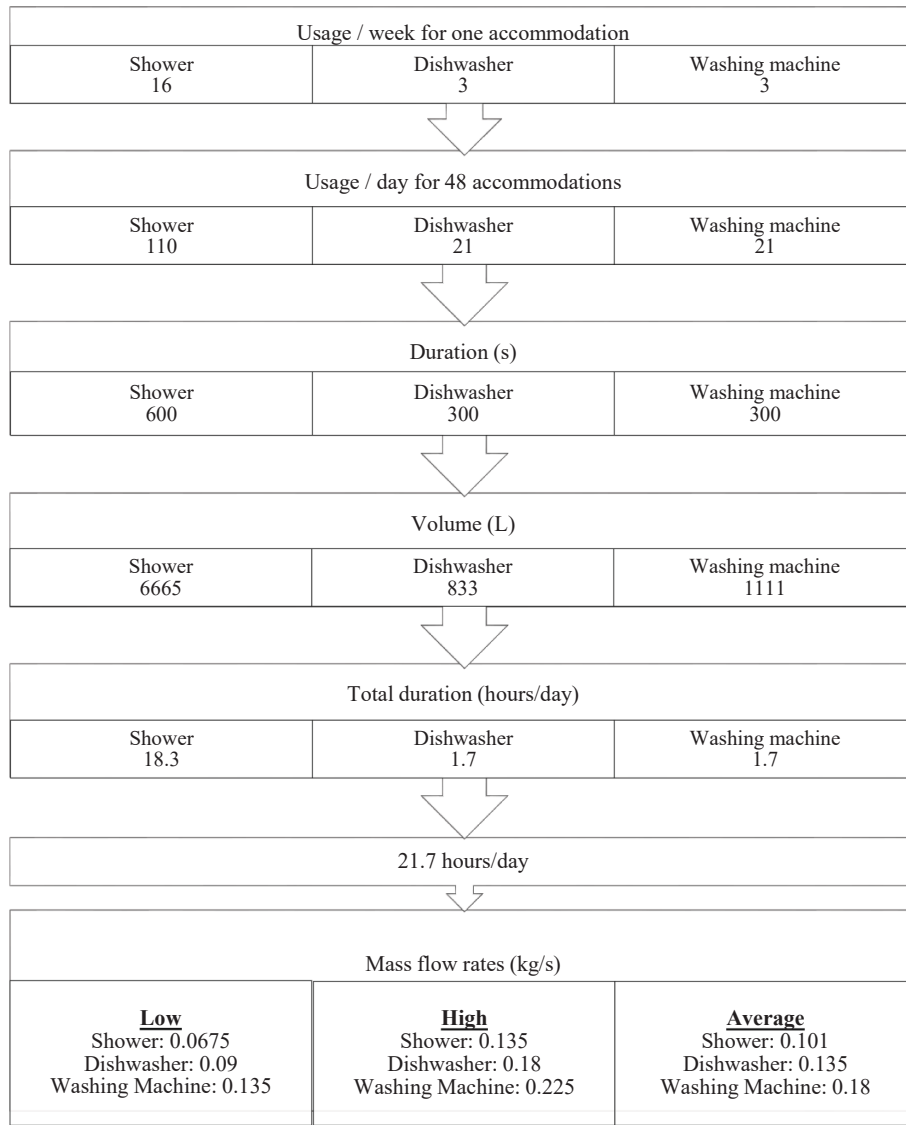 Usage / week for one accommodation
Shower Dishwasher Washing machine
16 3 3
Usage / day for 48 accommodations
Shower Dishwasher Washing machine
110 21 21
Duration (s)
Shower Dishwasher Washing machine
600 300 300
Volume (L)
Shower Dishwasher Washing machine
6665 833 1111
Total duration (hours/day)
Shower Dishwasher Washing machine
18.3 1.7 1.7
21.7 hours/day
Mass flow rates (kg/s)
Low
Shower: 0.0675
Dishwasher: 0.09
Washing Machine: 0.135
High
Shower: 0.135
Dishwasher: 0.18
Washing Machine: 0.225
Average
Shower: 0.101
Dishwasher: 0.135
Washing Machine: 0.18